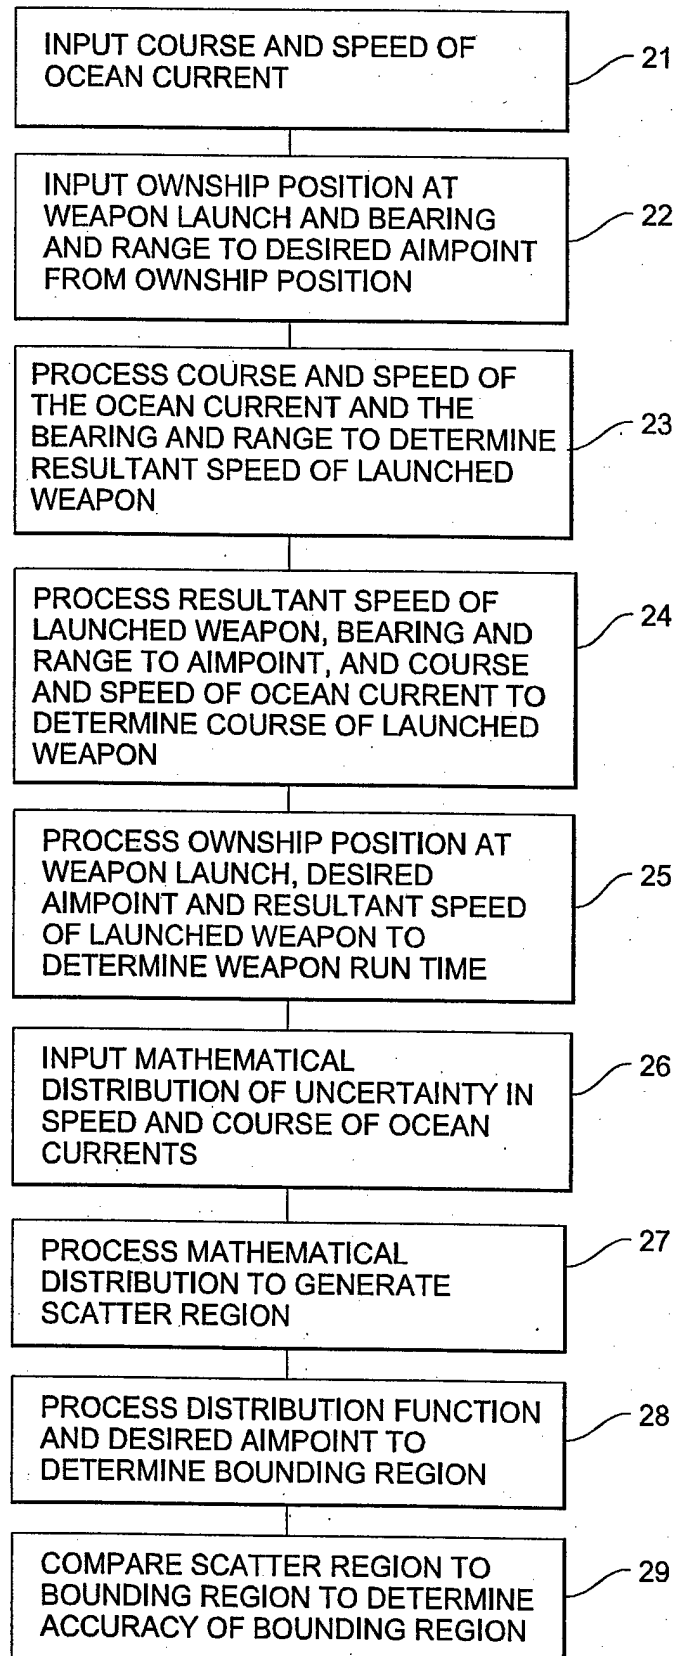 INPUT COURSE AND SPEED OF
OCEAN CURRENT
21
INPUT OWNSHIP POSITION AT
WEAPON LAUNCH AND BEARING
AND RANGE TO DESIRED AIMPOINT
FROM OWNSHIP POSITION
22
PROCESS COURSE AND SPEED OF
THE OCEAN CURRENT AND THE
BEARING AND RANGE TO DETERMINE
RESULTANT SPEED OF LAUNCHED
WEAPON
23
PROCESS RESULTANT SPEED OF
LAUNCHED WEAPON, BEARING AND
RANGE TO AIMPOINT, AND COURSE
AND SPEED OF OCEAN CURRENT TO
DETERMINE COURSE OF LAUNCHED
WEAPON
24
PROCESS OWNSHIP POSITION AT
WEAPON LAUNCH, DESIRED
AIMPOINT AND RESULTANT SPEED
OF LAUNCHED WEAPON TO
DETERMINE WEAPON RUN TIME
25
INPUT MATHEMATICAL
DISTRIBUTION OF UNCERTAINTY IN
SPEED AND COURSE OF OCEAN
CURRENTS
26
PROCESS MATHEMATICAL
DISTRIBUTION TO GENERATE
SCATTER REGION
27
PROCESS DISTRIBUTION FUNCTION
AND DESIRED AIMPOINT TO
DETERMINE BOUNDING REGION
28
COMPARE SCATTER REGION TO
BOUNDING REGION TO DETERMINE
ACCURACY OF BOUNDING REGION
29